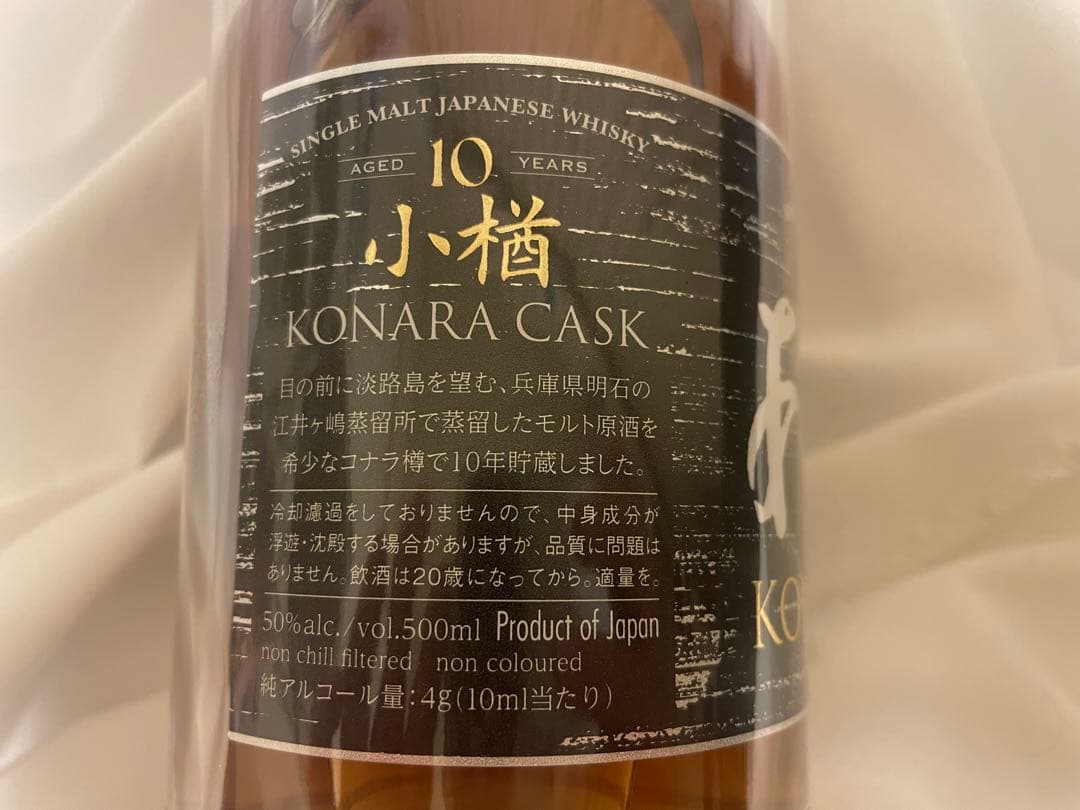 SINGLE MALT JAPANESE WHISKY
AGED 10 YEARS
小楢
KONARA CASK
目の前に淡路島を望む、兵庫県明石の
江井ヶ嶋蒸留所で蒸留したモルト原酒を
希少なコナラ樽で10年貯蔵しました。
冷却濾過をしておりませんので、中身成分が
浮遊・沈殿する場合がありますが、品質に問題は
ありません。飲酒は20歳になってから。適量を。
50%alc./vol.500ml Product of Japan
non chill filtered non coloured
純アルコール量:4g(10ml当たり)
KO